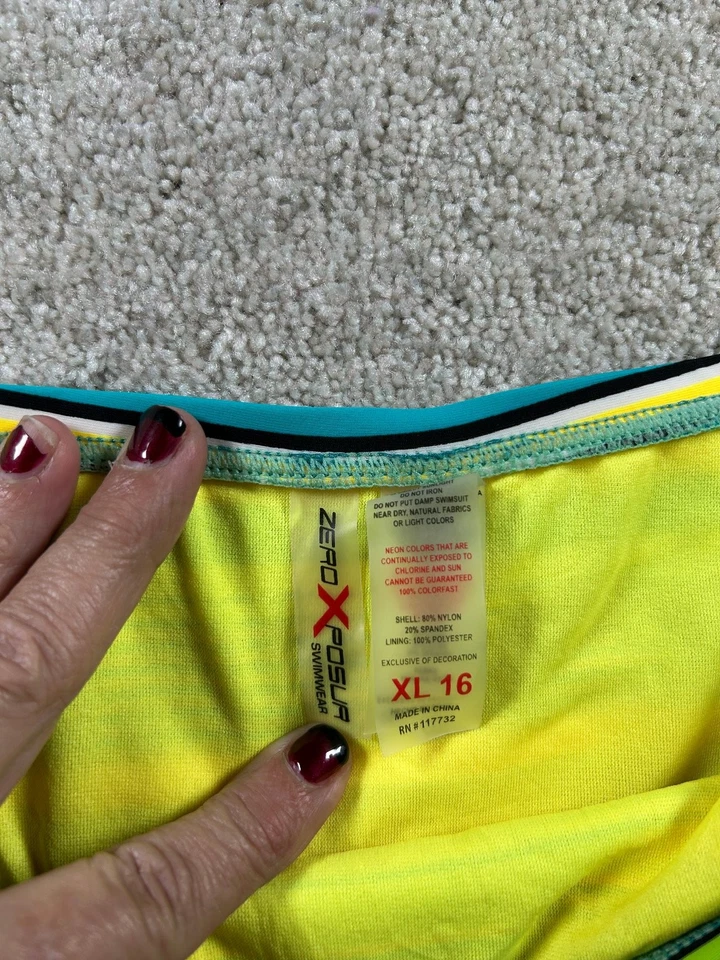 ZEROXPOSUR
SWIMWEAR
DO NOT IRON
DO NOT PUT DAMP SWIMSUIT
NEAR DRY, NATURAL FABRICS
OR LIGHT COLORS
NEON COLORS THAT ARE
CONTINUALLY EXPOSED TO
CHLORINE AND SUN
CANNOT BE GUARANTEED
100% COLORFAST
SHELL: 80% NYLON
20% SPANDEX
LINING: 100% POLYESTER
EXCLUSIVE OF DECORATION
XL 16
MADE IN CHINA
RN # 117732